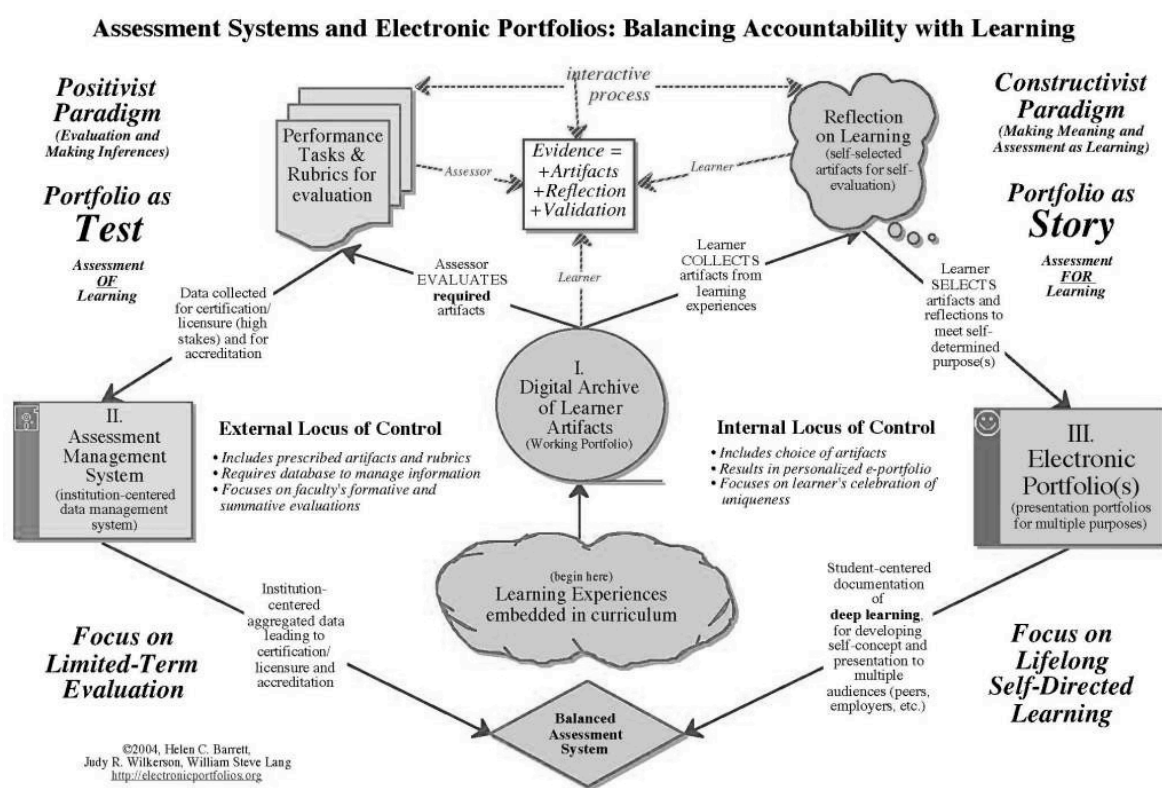 Assessment Systems and Electronic Portfolios: Balancing Accountability with Learning
Positivist
Paradigm
(Evaluation and
Making Inferences)
Portfolio as
Test
Assessment
OF
Learning
Performance
Tasks &
Rubrics for
evaluation
interactive
process
Assessor
Evidence =
+Artifacts
+Reflection
+Validation
Learner
Reflection
on Learning
(self-selected
artifacts for self-
evaluation)
Constructivist
Paradigm
(Making Meaning and
Assessment as Learning)
Portfolio as
Story
Assessment
FOR
Learning
Data collected
for certification/
licensure (high
stakes) and for
accreditation
Assessor
EVALUATES
required
artifacts
Learner
Learner
COLLECTS
artifacts from
learning
experiences
Learner
SELECTS
artifacts and
reflections to
meet self-
determined
purpose(s)
I.
Digital Archive
of Learner
Artifacts
(Working Portfolio)
II.
Assessment
Management
System
(institution-centered
data management
system)
External Locus of Control
• Includes prescribed artifacts and rubrics
• Requires database to manage information
• Focuses on faculty's formative and
summative evaluations
Internal Locus of Control
• Includes choice of artifacts
• Results in personalized e-portfolio
• Focuses on learner's celebration of
uniqueness
III.
Electronic
Portfolio(s)
(presentation portfolios
for multiple purposes)
(begin here)
Learning Experiences
embedded in curriculum
Institution-
centered
aggregated data
leading to
certification/
licensure and
accreditation
Student-centered
documentation
of
deep learning,
for developing
self-concept and
presentation to
multiple
audiences (peers,
employers, etc.)
Focus on
Limited-Term
Evaluation
Focus on
Lifelong
Self-Directed
Learning
Balanced
Assessment
System
©2004, Helen C. Barrett,
Judy R. Wilkerson, William Steve Lang
http://electronicportfolios.org